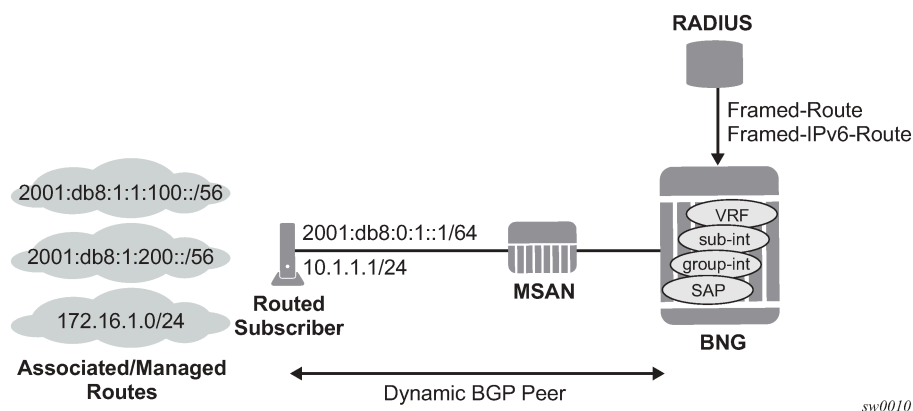 RADIUS
Framed-Route
Framed-IPv6-Route
2001:db8:1:1:100::/56
2001:db8:1:200::/56
172.16.1.0/24
Associated/Managed
Routes
2001:db8:0:1::1/64
10.1.1.1/24
Routed
Subscriber
MSAN
VRF
sub-int
group-int
SAP
BNG
Dynamic BGP Peer
sw0010